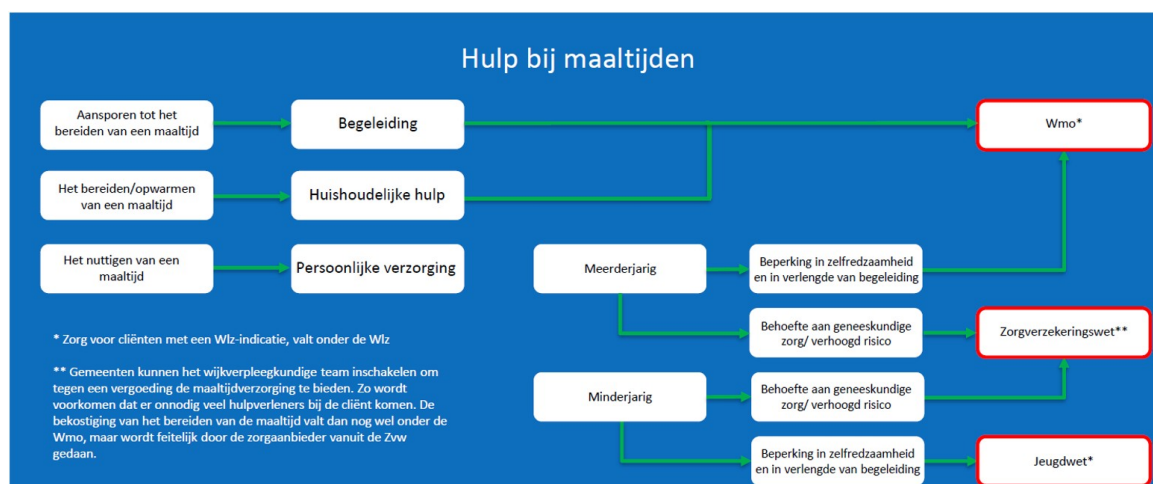 Hulp bij maaltijden
Aansporen tot het
bereiden van een maaltijd
Begeleiding
Wmo*
Het bereiden/opwarmen
van een maaltijd
Huishoudelijke hulp
Het nuttigen van een
maaltijd
Persoonlijke verzorging
Meerderjarig
Beperking in zelfredzaamheid
en in verlengde van begeleiding
Behoefte aan geneeskundige
zorg/ verhoogd risico
Zorgverzekeringswet**
Minderjarig
Behoefte aan geneeskundige
zorg/ verhoogd risico
Beperking in zelfredzaamheid
en in verlengde van begeleiding
Jeugdwet*
* Zorg voor cliënten met een Wlz-indicatie, valt onder de Wlz
** Gemeenten kunnen het wijkverpleegkundige team inschakelen om
tegen een vergoeding de maaltijdverzorging te bieden. Zo wordt
voorkomen dat er onnodig veel hulpverleners bij de cliënt komen. De
bekostiging van het bereiden van de maaltijd valt dan nog wel onder de
Wmo, maar wordt feitelijk door de zorgaanbieder vanuit de Zvw
gedaan.